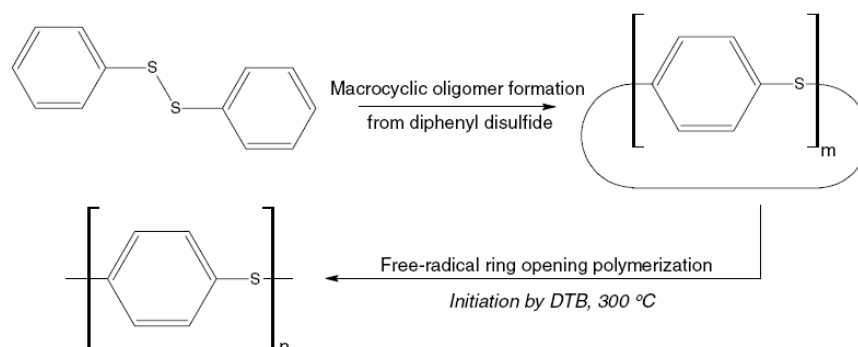 S
S
Macrocyclic oligomer formation
from diphenyl disulfide
S
m
Free-radical ring opening polymerization
Initiation by DTB, 300 °C
S
n